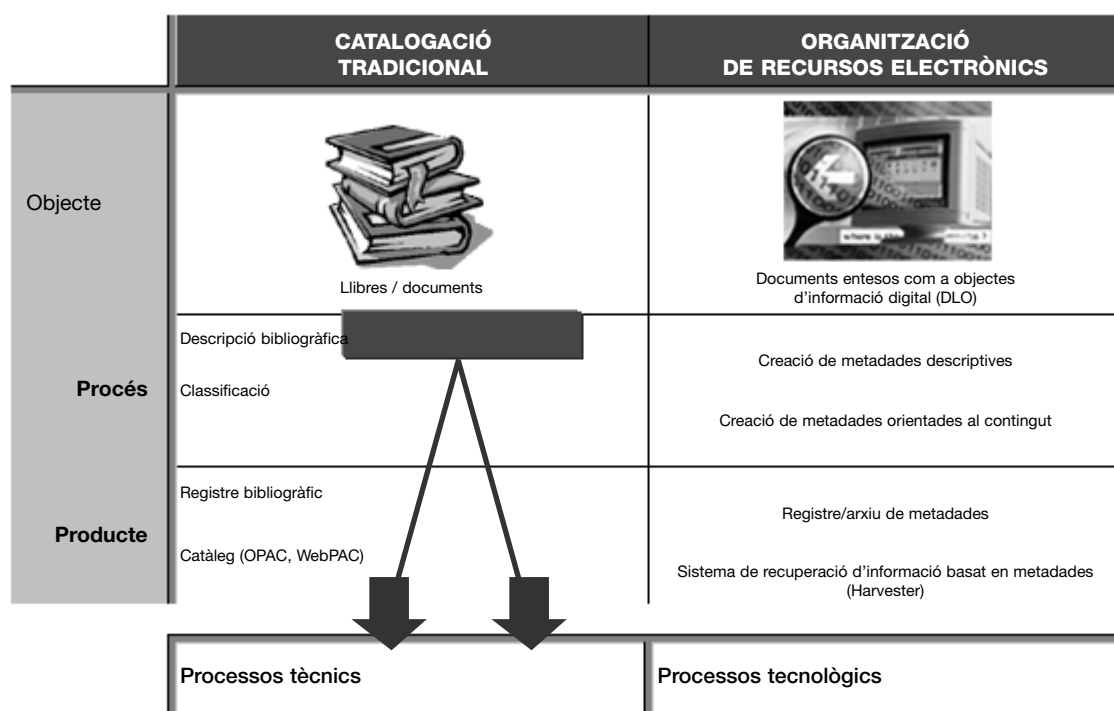 CATALOGACIÓ
TRADICIONAL
ORGANITZACIÓ
DE RECURSOS ELECTRÒNICS
Objecte
Llibres / documents
Documents entesos com a objectes
d’informació digital (DLO)
Procés
Descripció bibliogràfica
Classificació
Creació de metadades descriptives
Creació de metadades orientades al contingut
Producte
Registre bibliogràfic
Catàleg (OPAC, WebPAC)
Registre/arxiu de metadades
Sistema de recuperació d’informació basat en metadades
(Harvester)
Processos tècnics
Processos tecnològics